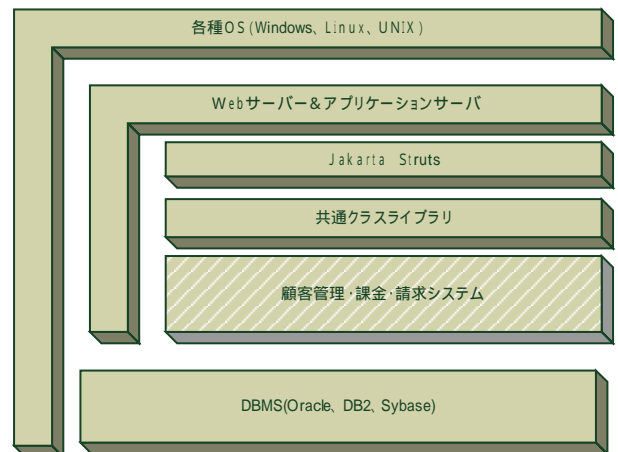 各種OS(Windows、Linux、UNIX)
Webサーバー&アプリケーションサーバ
Jakarta Struts
共通クラスライブラリ
顧客管理・課金・請求システム
DBMS(Oracle、DB2、Sybase)